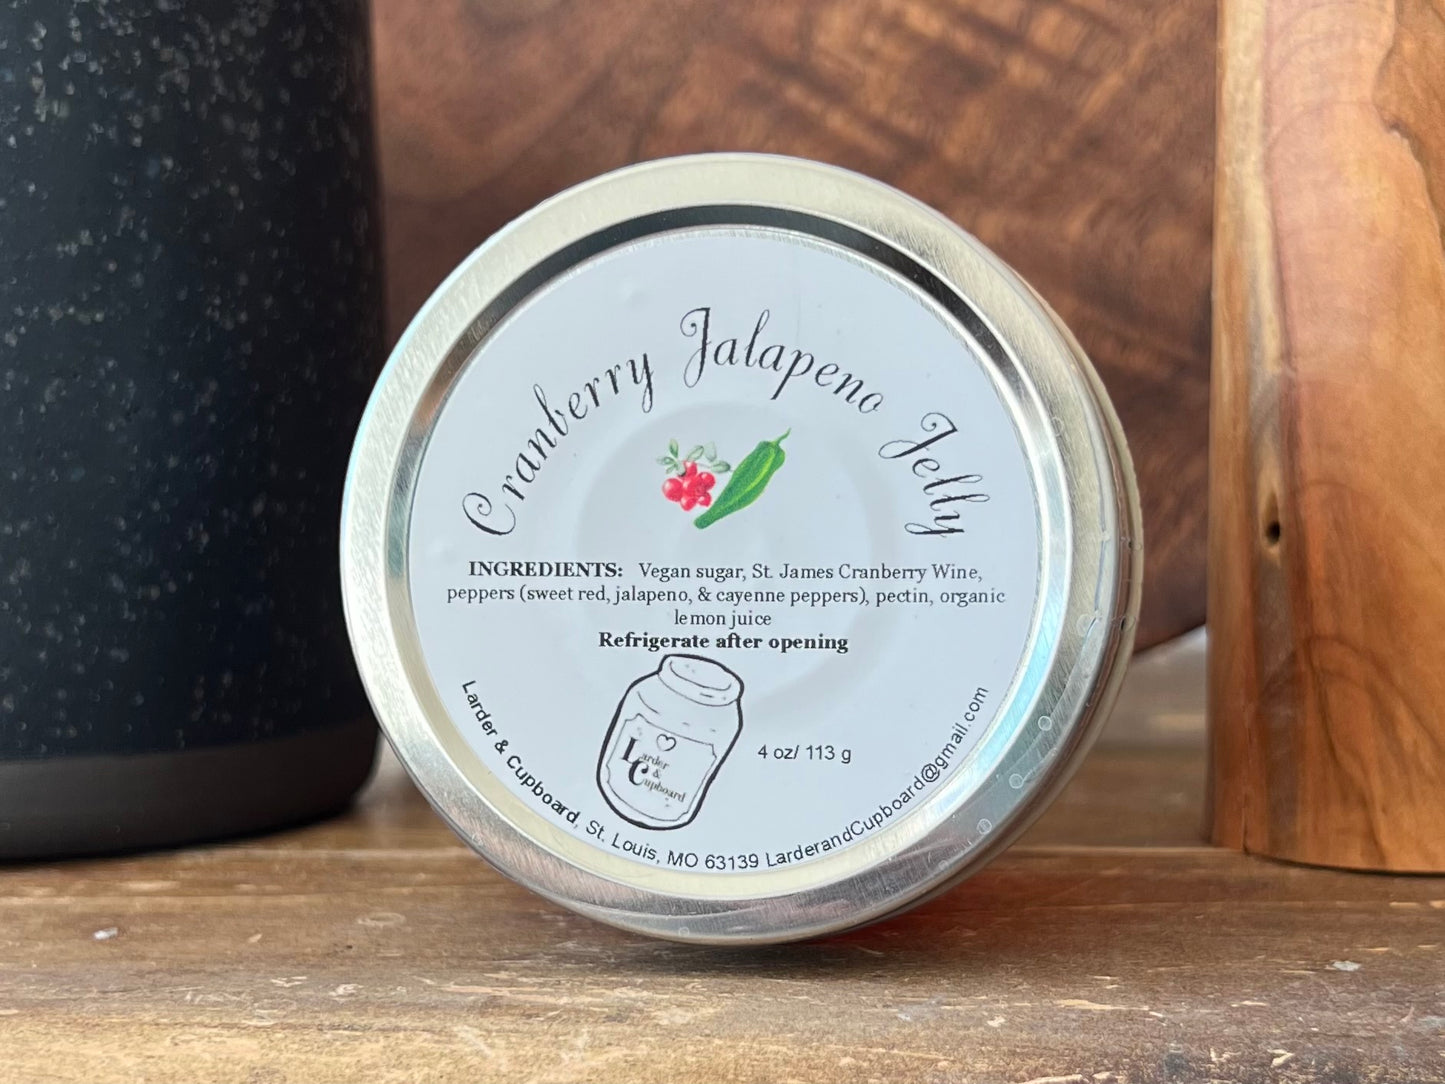 Cranberry Jalapeno Jelly
INGREDIENTS: Vegan sugar, St. James Cranberry Wine,
peppers (sweet red, jalapeno, & cayenne peppers), pectin, organic
lemon juice
Refrigerate after opening
Larder
&
Cupboard
4 oz/ 113 g
Larder & Cupboard, St. Louis, MO 63139 LarderandCupboard@gmail.com